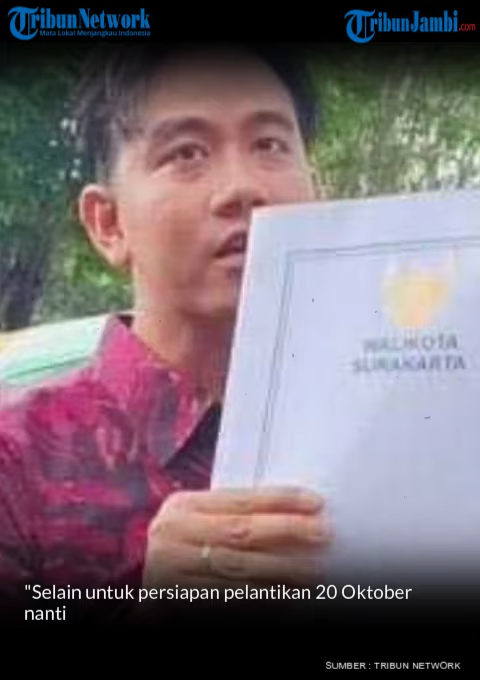 TribunNetwork
Mata Lokal Menjangkau Indonesia
TribunJambi.com
WALIKOTA
SURAKARTA
"Selain untuk persiapan pelantikan 20 Oktober
nanti
SUMBER : TRIBUN NETWORK